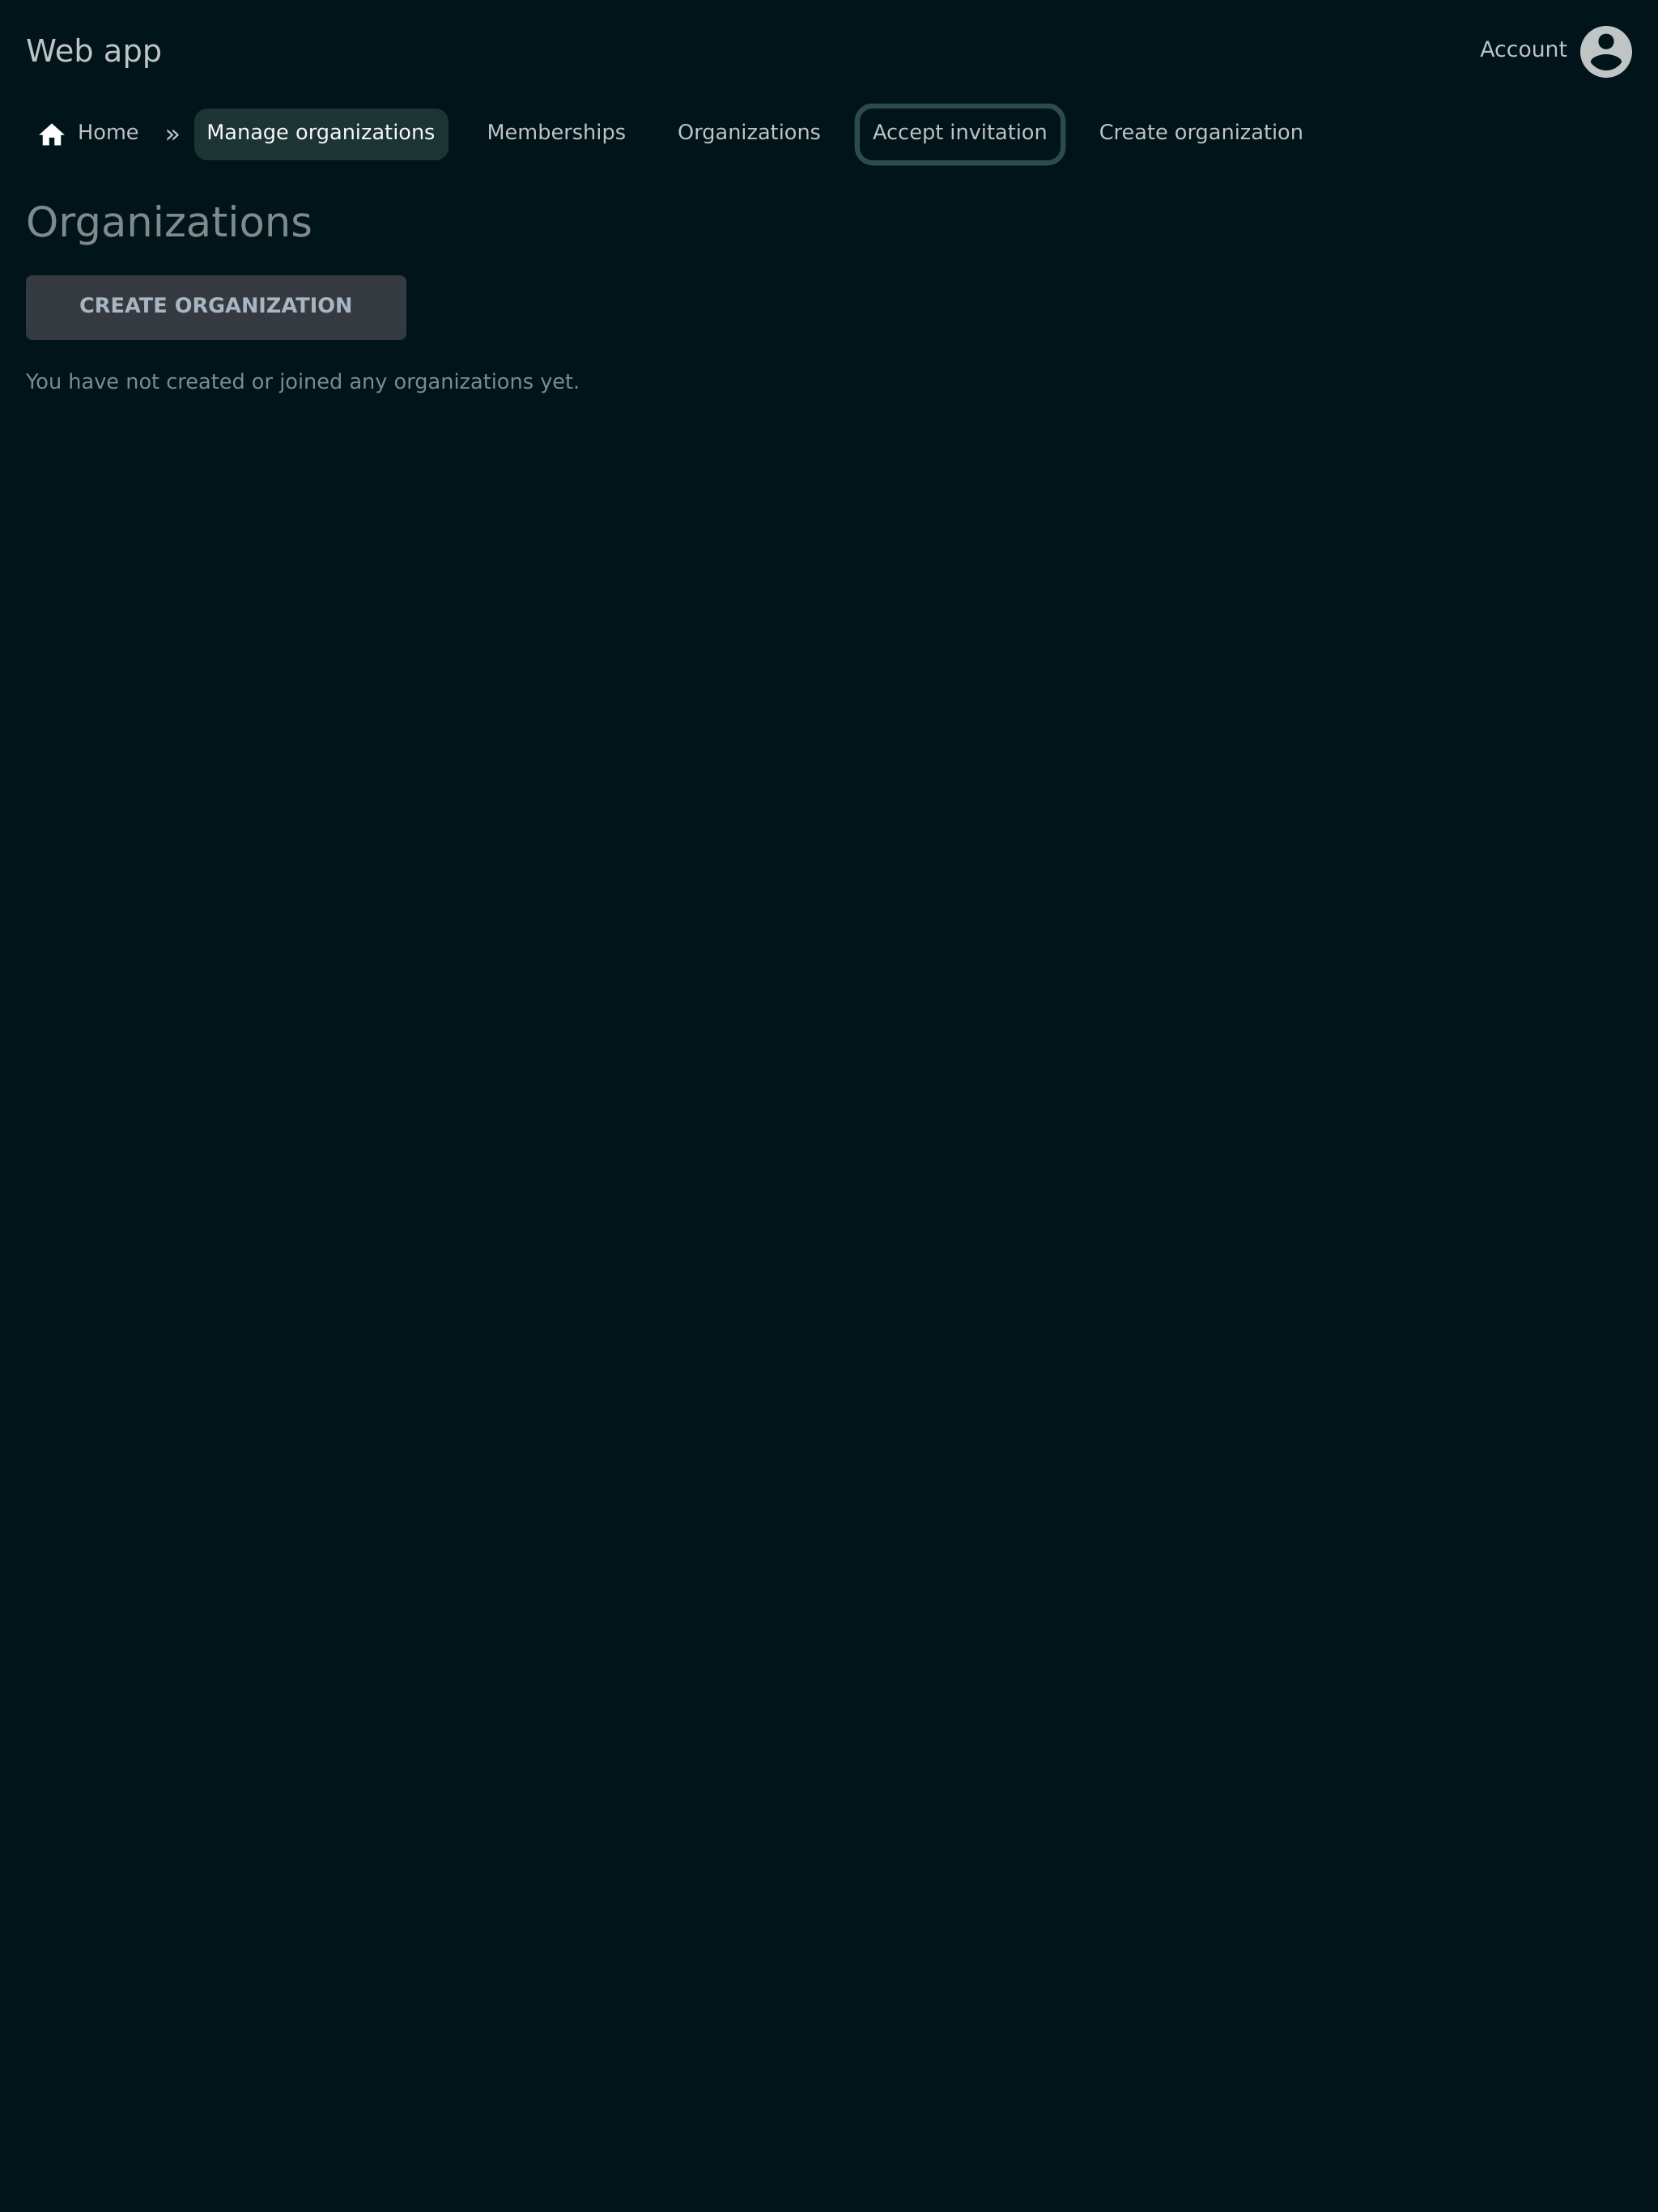 Web app
Account
Home » Manage organizations Memberships Organizations Accept invitation Create organization
Organizations
CREATE ORGANIZATION
You have not created or joined any organizations yet.